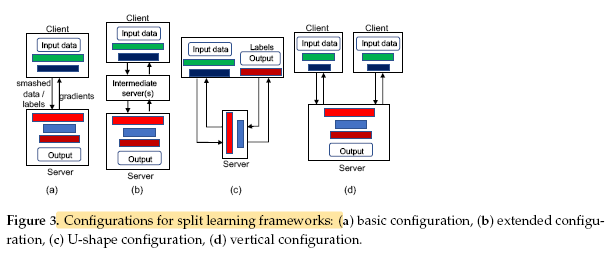 Client
Input data
smashed
data /
labels
gradients
Output
Server
(a)
Client
Input data
Intermediate
server(s)
Output
Server
(b)
Labels
Input data
Output
Server
(c)
Client
Client
Input data
Input data
Output
Server
(d)
Figure 3. Configurations for split learning frameworks: (a) basic configuration, (b) extended configu-
ration, (c) U-shape configuration, (d) vertical configuration.